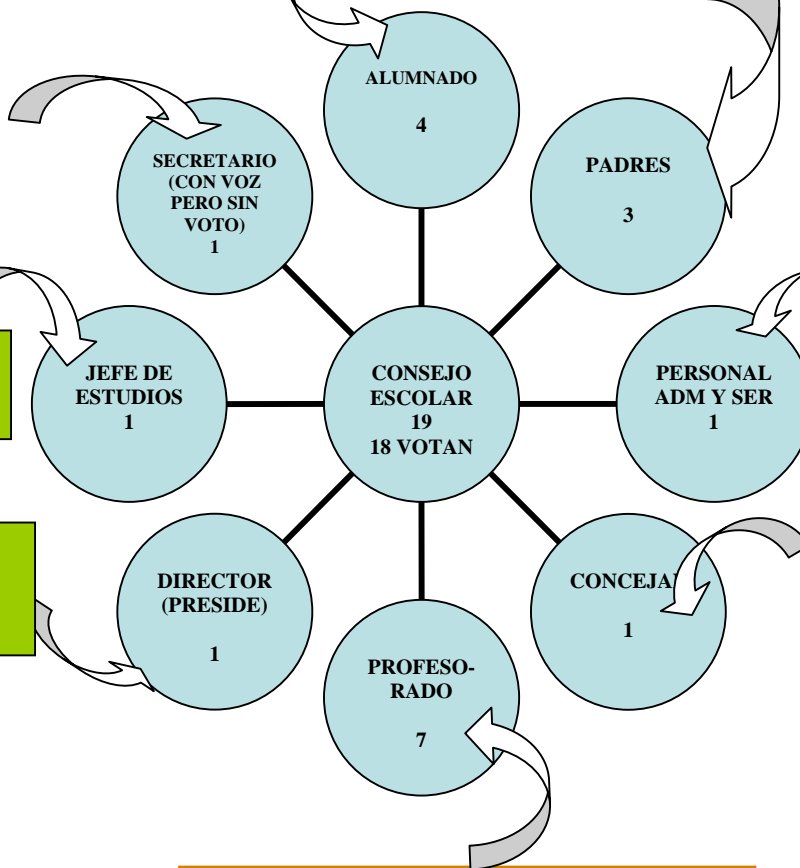 ALUMNADO
4
SECRETARIO
(CON VOZ
PERO SIN
VOTO)
1
PADRES
3
JEFE DE
ESTUDIOS
1
CONSEJO
ESCOLAR
19
18 VOTAN
PERSONAL
ADM Y SER
1
DIRECTOR
(PRESIDE)
1
CONCEJA
1
PROFESO-
RADO
7